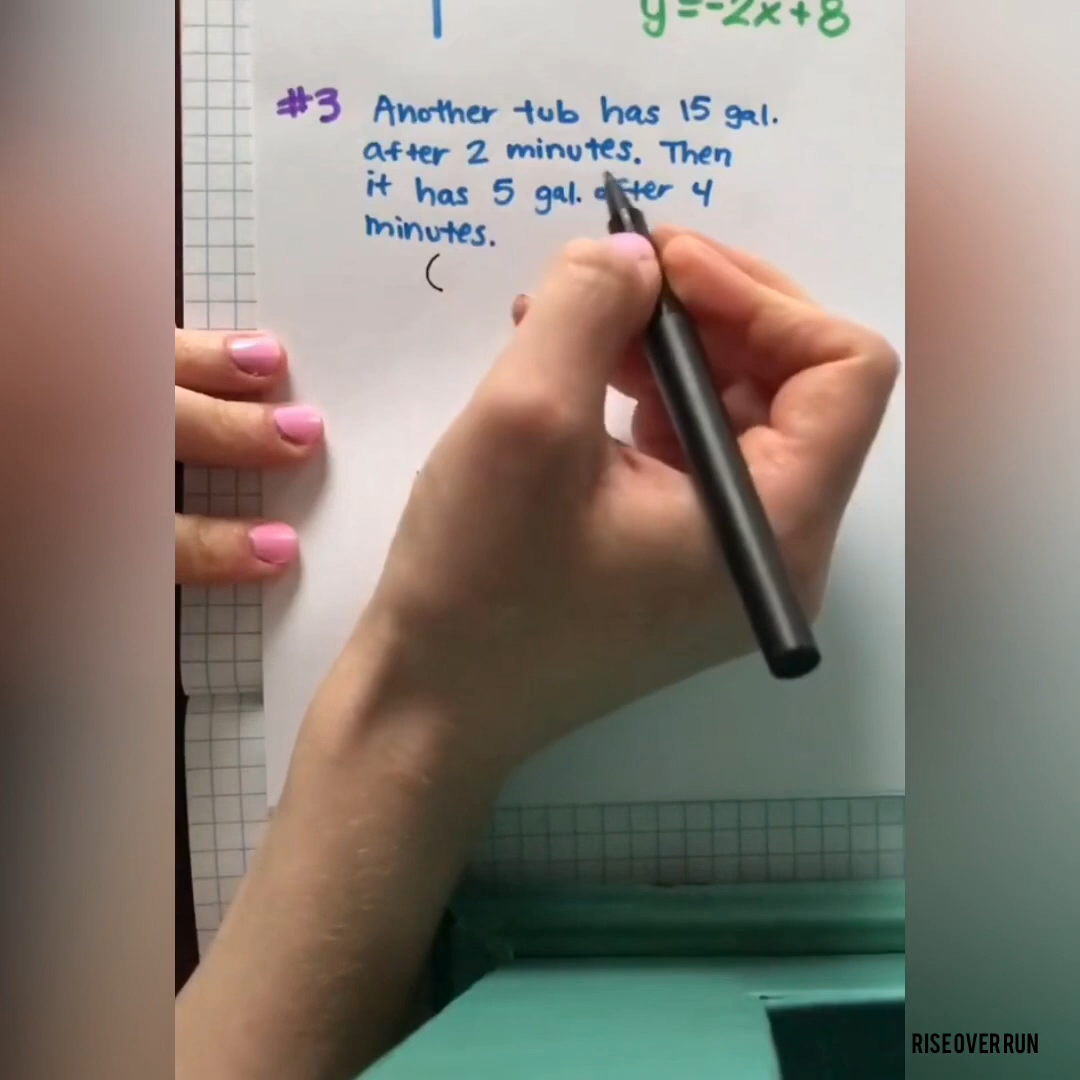 y=-2x+8
#3 Another tub has 15 gal.
after 2 minutes. Then
it has 5 gal. after 4
minutes.
(
RISE OVER RUN